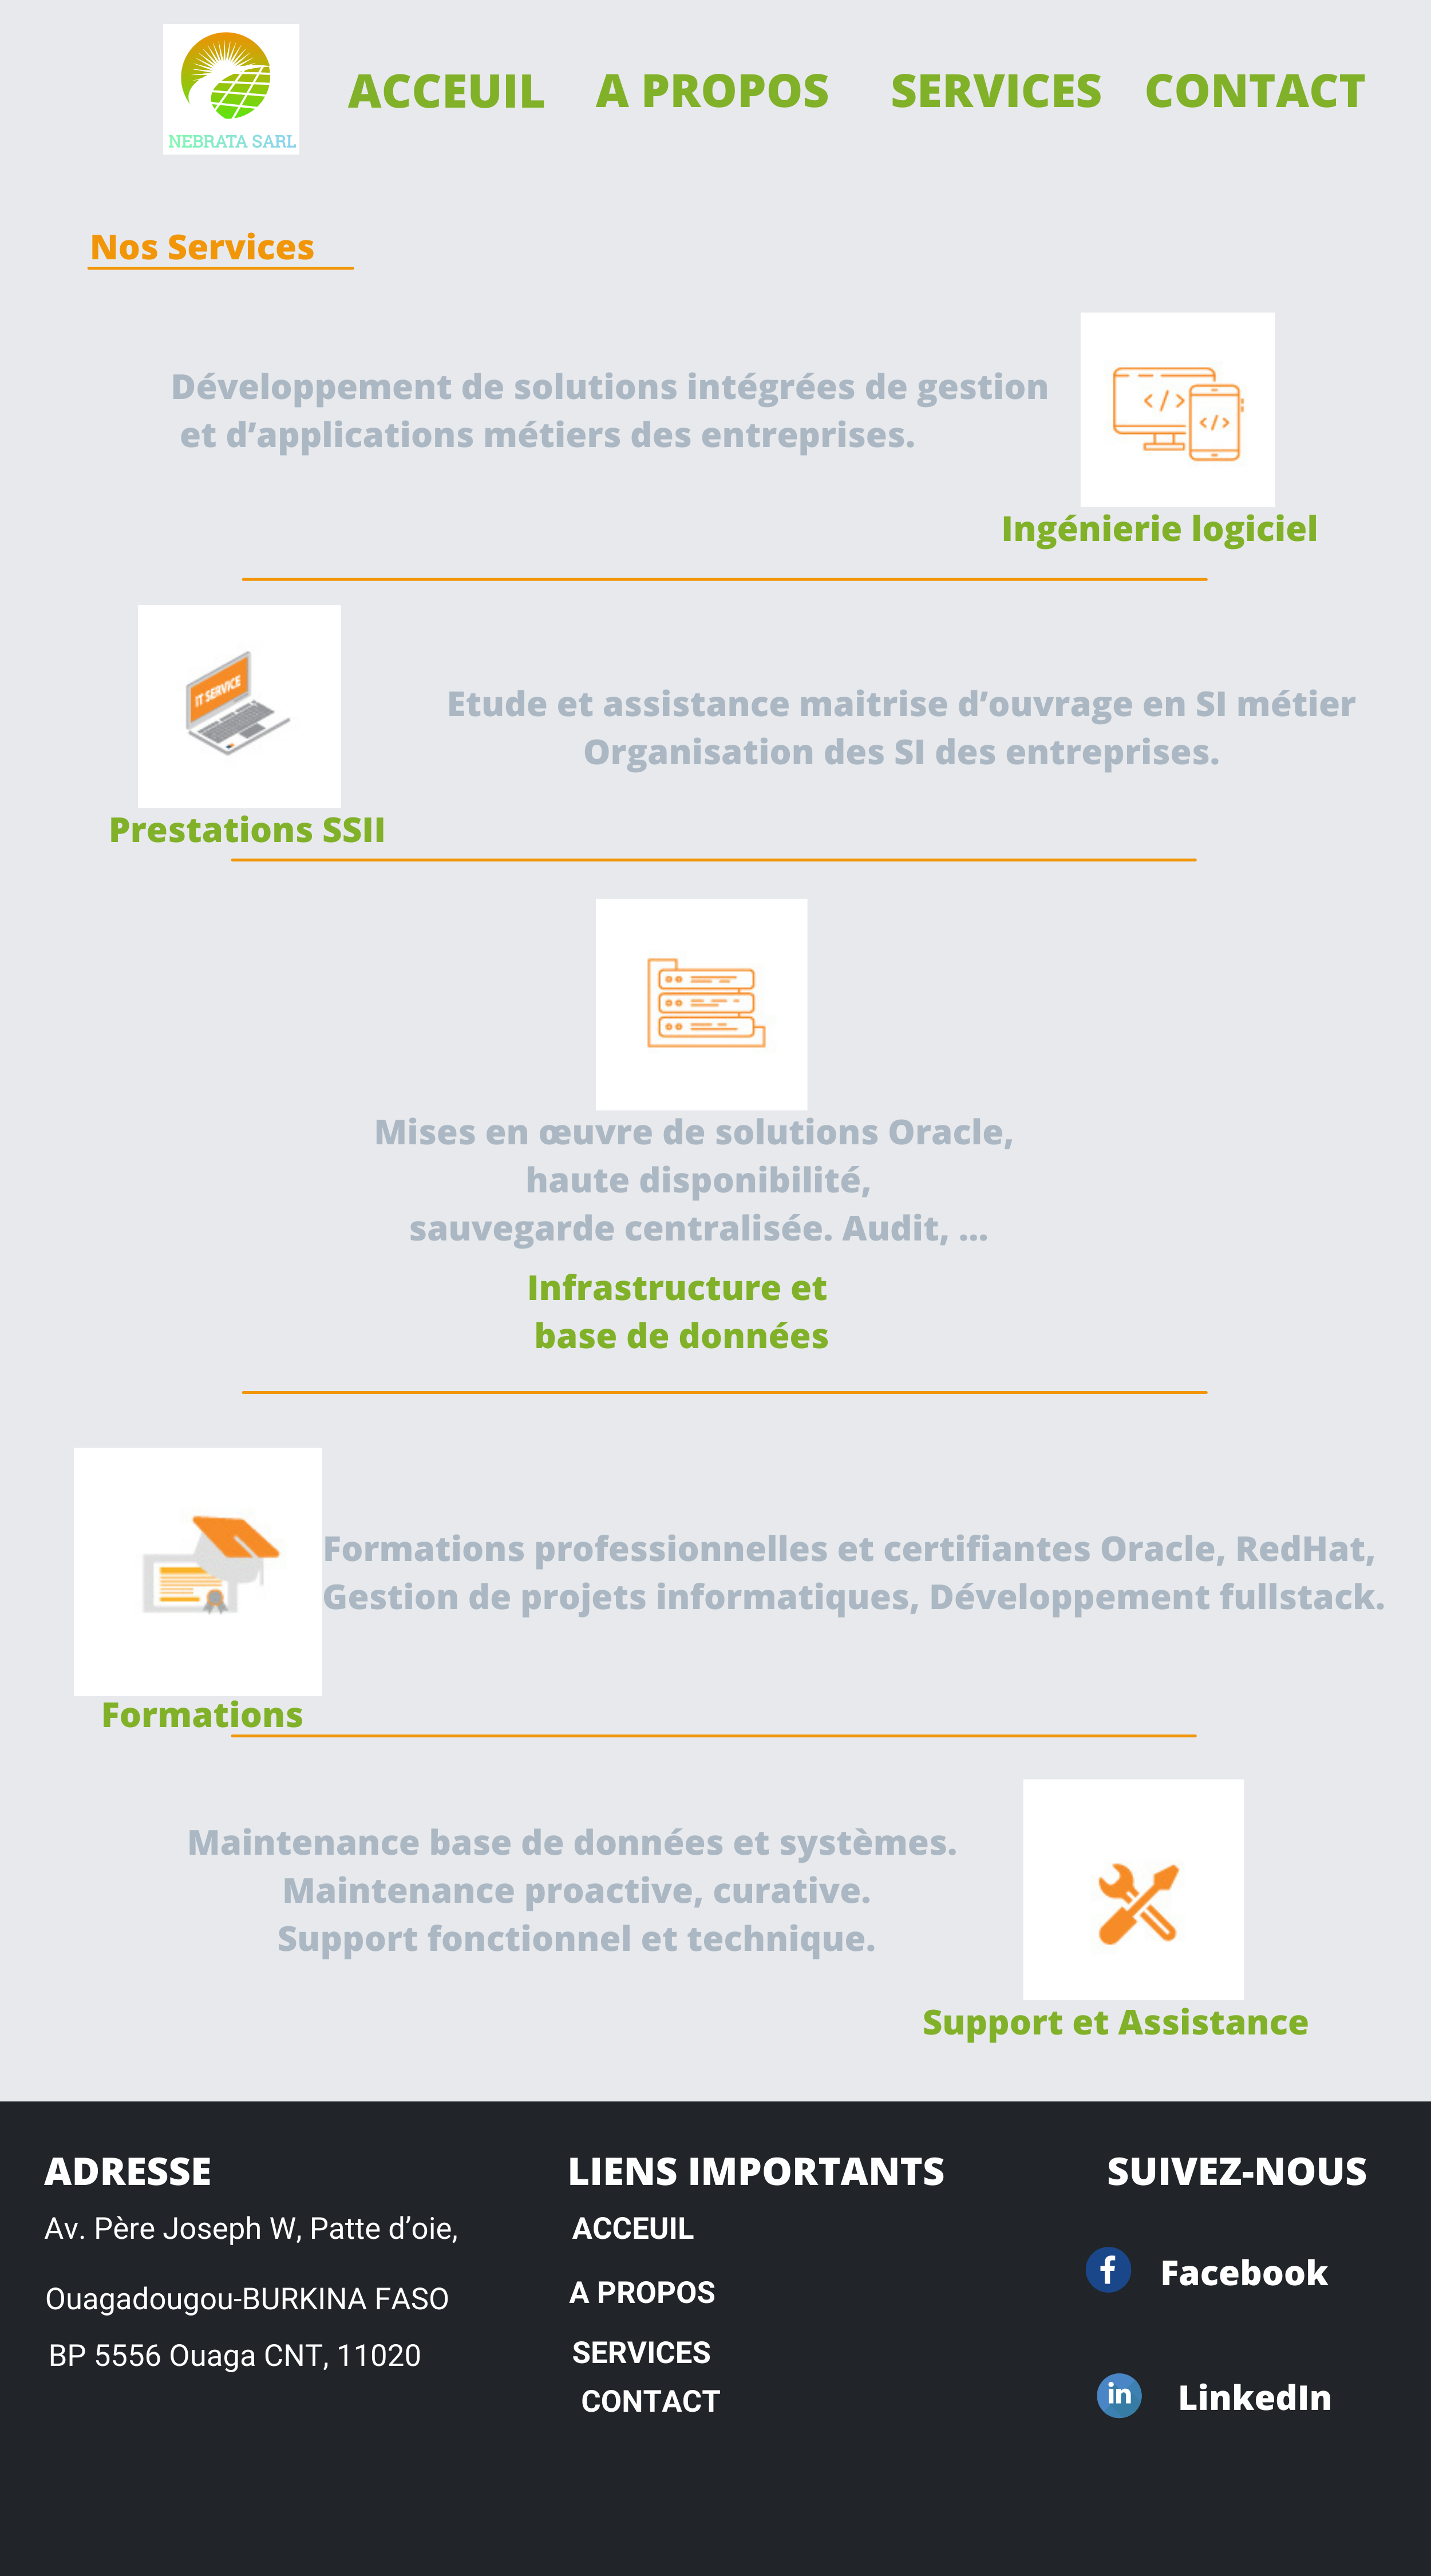 NEBRATA SARL
ACCEUIL A PROPOS SERVICES CONTACT
Nos Services
Développement de solutions intégrées de gestion
et d’applications métiers des entreprises.
</> </>
Ingénierie logiciel
IT SERVICE
Etude et assistance maitrise d’ouvrage en SI métier
Organisation des SI des entreprises.
Prestations SSII
Mises en œuvre de solutions Oracle,
haute disponibilité,
sauvegarde centralisée. Audit, ...
Infrastructure et
base de données
Formations professionnelles et certifiantes Oracle, RedHat,
Gestion de projets informatiques, Développement fullstack.
Formations
Maintenance base de données et systèmes.
Maintenance proactive, curative.
Support fonctionnel et technique.
Support et Assistance
ADRESSE
Av. Père Joseph W, Patte d’oie,
Ouagadougou-BURKINA FASO
BP 5556 Ouaga CNT, 11020
LIENS IMPORTANTS
ACCEUIL
A PROPOS
SERVICES
CONTACT
SUIVEZ-NOUS
f Facebook
in LinkedIn